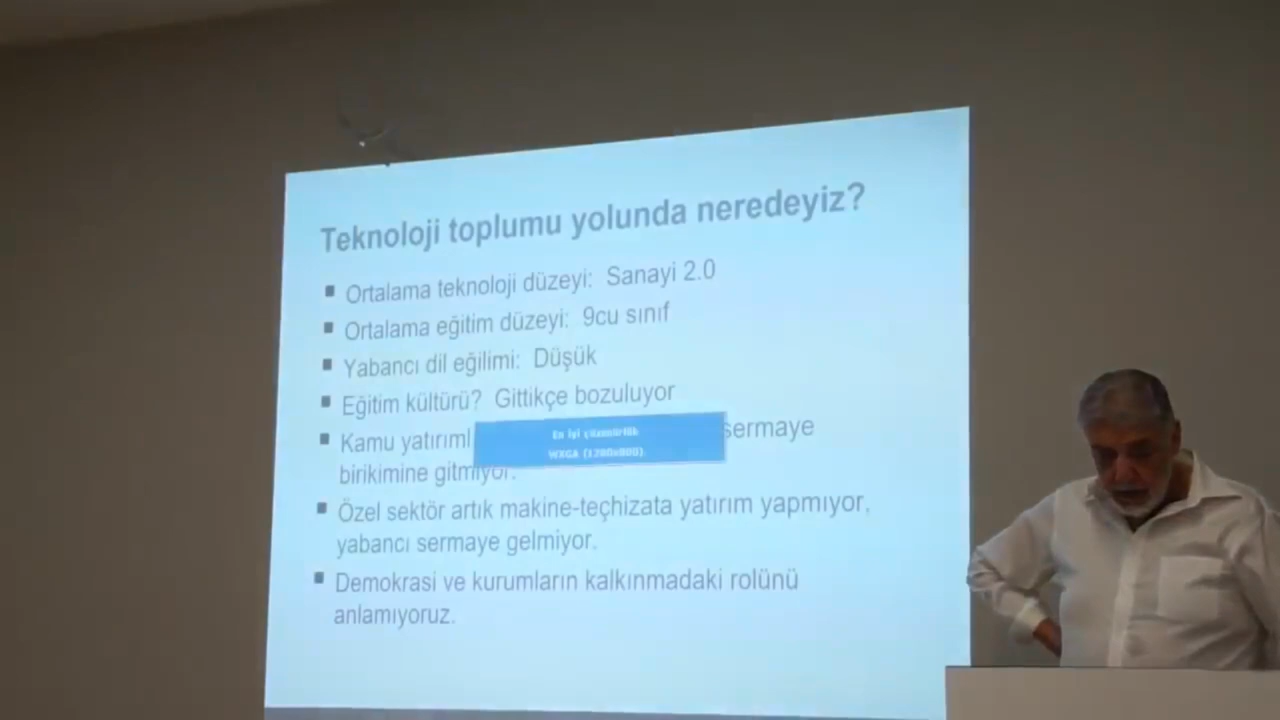 Teknoloji toplumu yolunda neredeyiz?
Ortalama teknoloji düzeyi: Sanayi 2.0
Ortalama eğitim düzeyi: 9cu sınıf
Yabancı dil eğilimi: Düşük
Eğitim kültürü? Gittikçe bozuluyor
Kamu yatırıml sermaye
En iyi çözünürlük
WXGA (1280x800)
birikimine gitmiyor.
Özel sektör artık makine-teçhizata yatırım yapmıyor,
yabancı sermaye gelmiyor.
Demokrasi ve kurumların kalkınmadaki rolünü
anlamıyoruz.